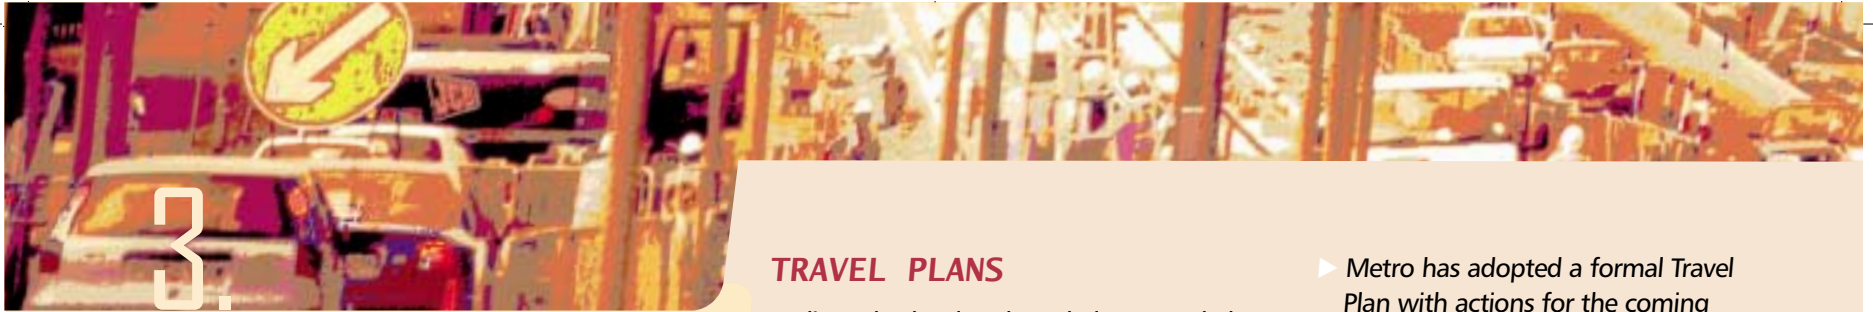 3.
TRAVEL PLANS
Metro has adopted a formal Travel
Plan with actions for the coming